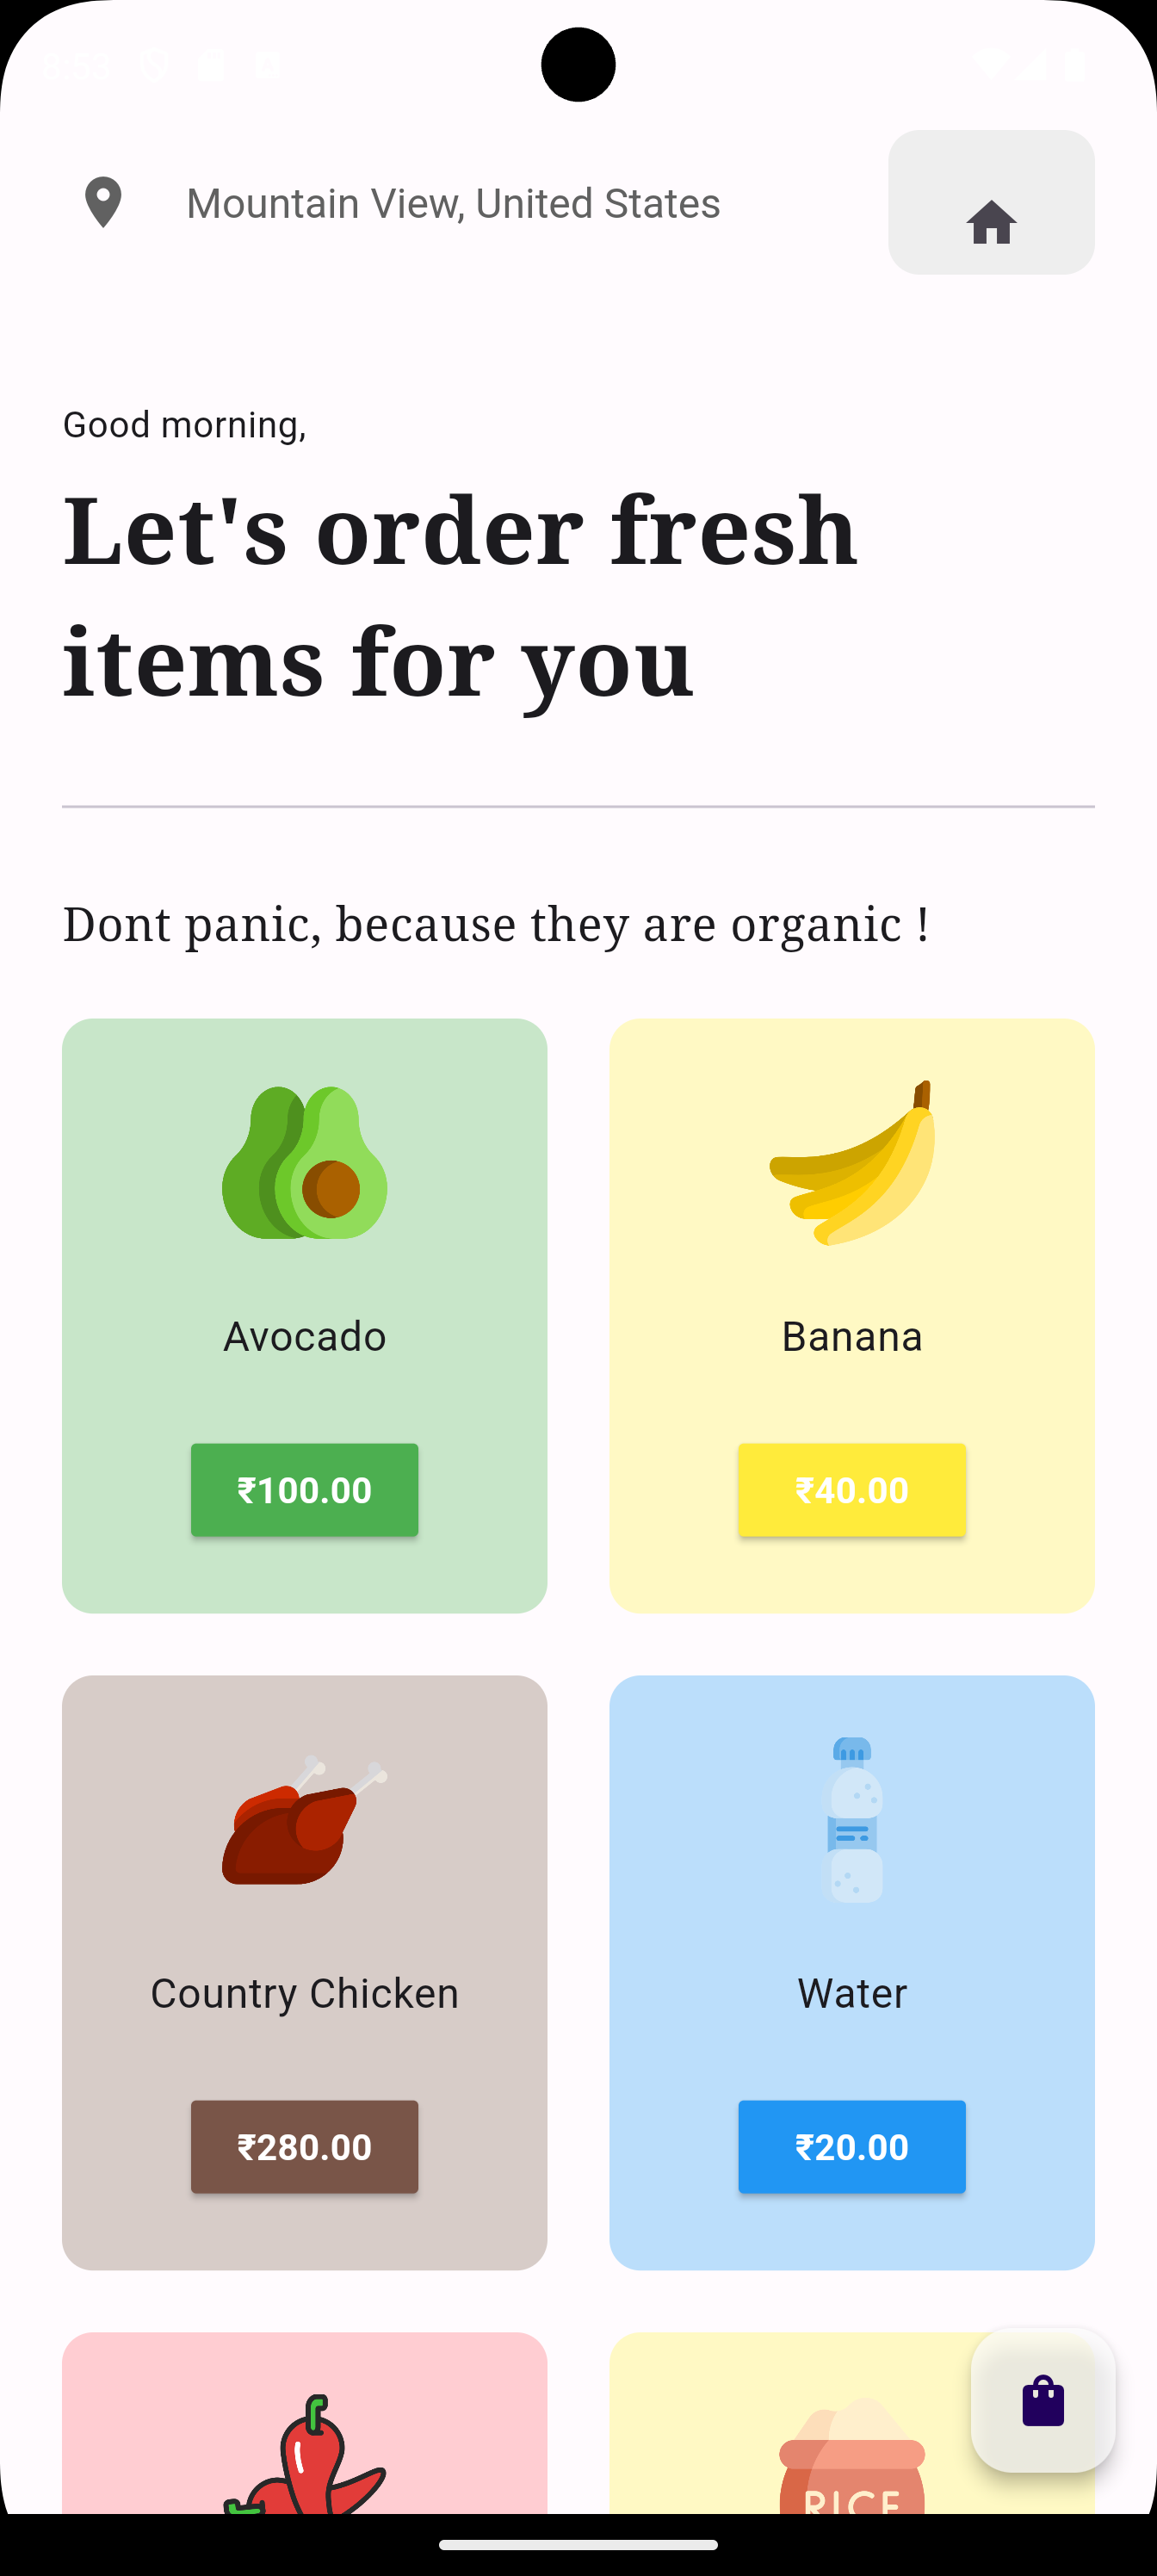 Mountain View, United States
Good morning,
Let's order fresh
items for you
Dont panic, because they are organic !
Avocado
Banana
₹100.00
₹40.00
Country Chicken
Water
₹280.00
₹20.00
RICE